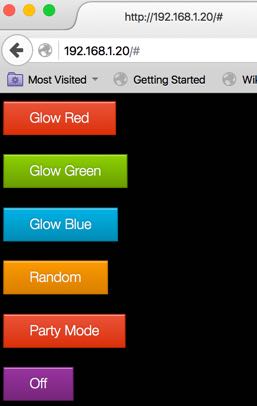 http://192.168.1.20/#
192.168.1.20/#
Most Visited Getting Started Wil
Glow Red
Glow Green
Glow Blue
Random
Party Mode
Off